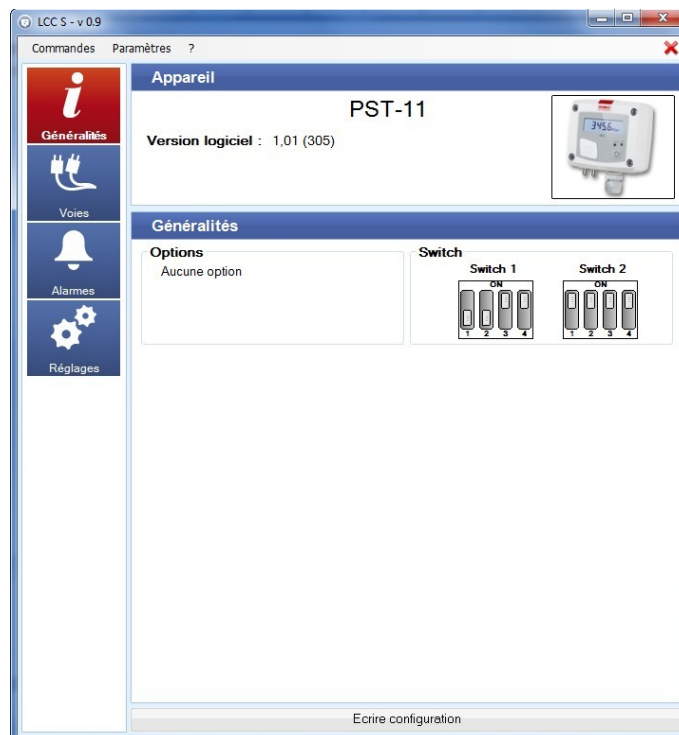 LCC S - v 0.9
Commandes Paramètres ?
Généralités
Voies
Alarmes
Réglages
Appareil
PST-11
Version logiciel : 1,01 (305)
Généralités
Options
Aucune option
Switch
Switch 1
ON
1 2 3 4
Switch 2
ON
1 2 3 4
Ecrire configuration